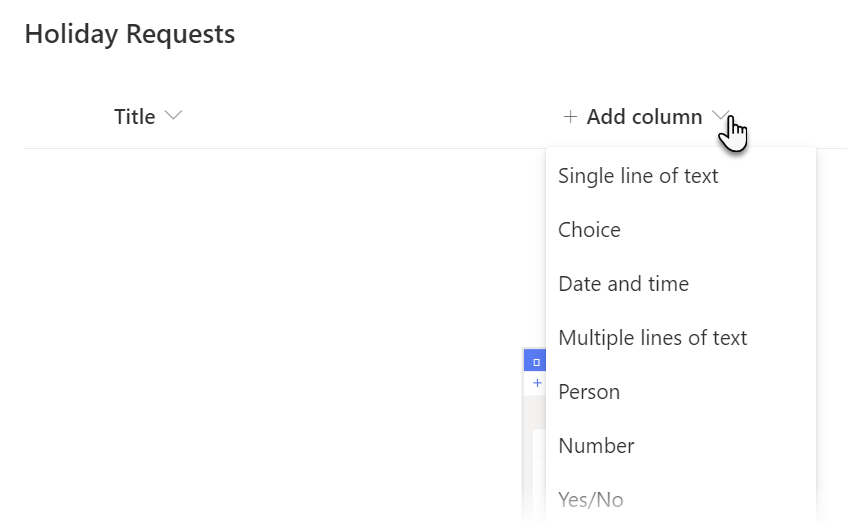 Holiday Requests
Title + Add column
Single line of text
Choice
Date and time
Multiple lines of text
Person
Number
Yes/No